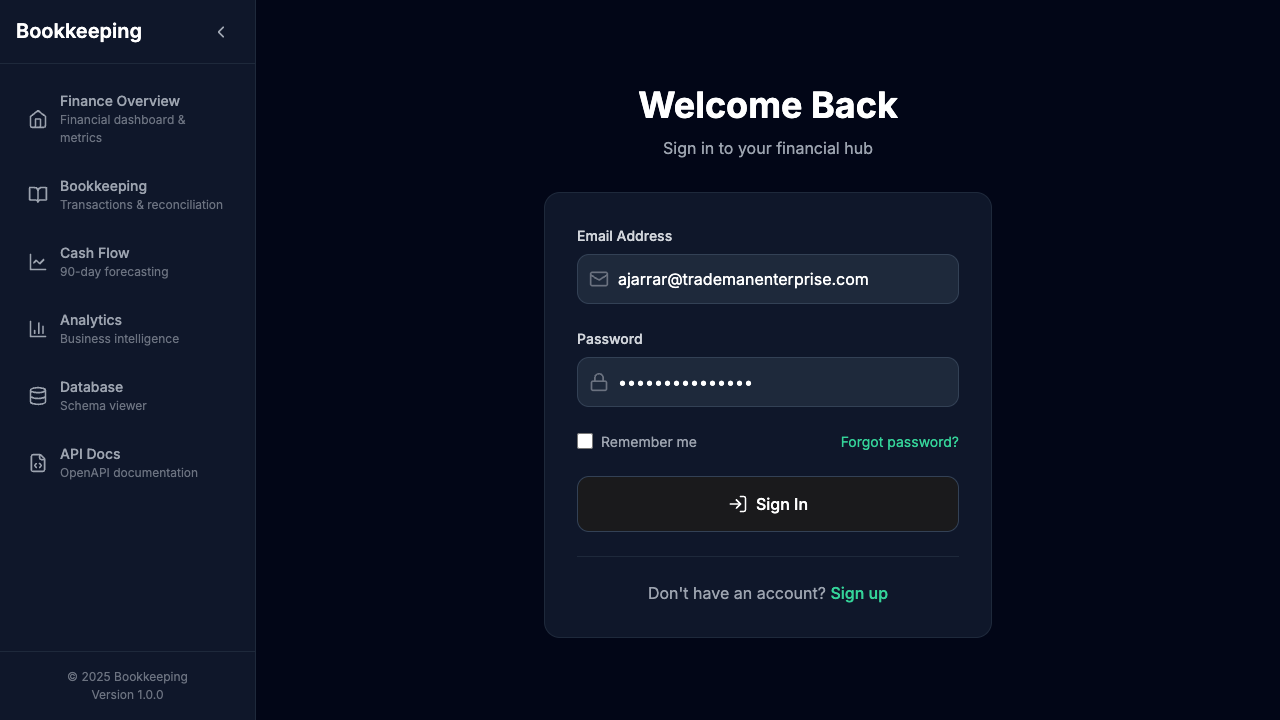 Bookkeeping
Finance Overview
Financial dashboard &
metrics
Bookkeeping
Transactions & reconciliation
Cash Flow
90-day forecasting
Analytics
Business intelligence
Database
Schema viewer
API Docs
OpenAPI documentation
© 2025 Bookkeeping
Version 1.0.0
Welcome Back
Sign in to your financial hub
Email Address
ajarrar@trademanenterprise.com
Password
•••••••••••••••
Remember me
Forgot password?
Sign In
Don't have an account? Sign up